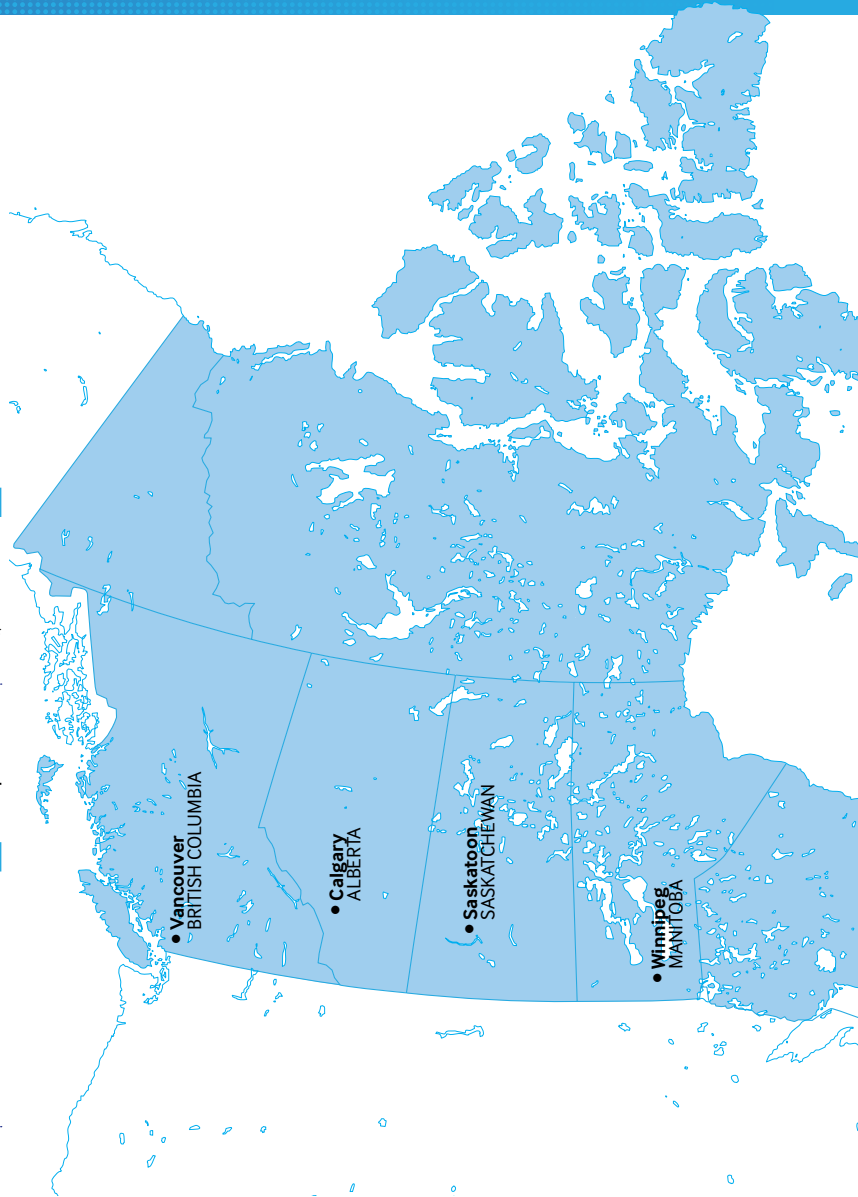 Vancouver
BRITISH COLUMBIA
Calgary
ALBERTA
Saskatoon
SASKATCHEWAN
Winnipeg
MANITOBA